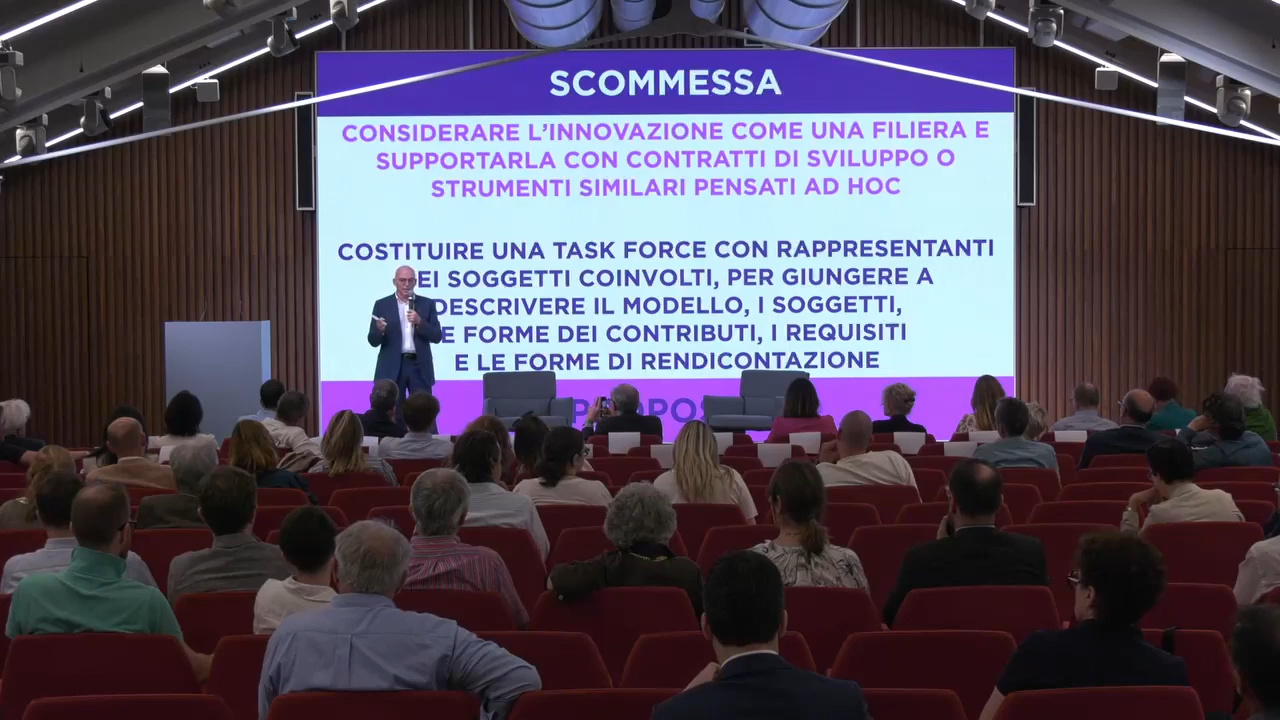 SCOMMESSA
CONSIDERARE L'INNOVAZIONE COME UNA FILIERA E
SUPPORTARLA CON CONTRATTI DI SVILUPPO O
STRUMENTI SIMILARI PENSATI AD HOC
COSTITUIRE UNA TASK FORCE CON RAPPRESENTANTI
EI SOGGETTI COINVOLTI, PER GIUNGERE A
DESCRIVERE IL MODELLO, I SOGGETTI,
E FORME DEI CONTRIBUTI, I REQUISITI
E LE FORME DI RENDICONTAZIONE